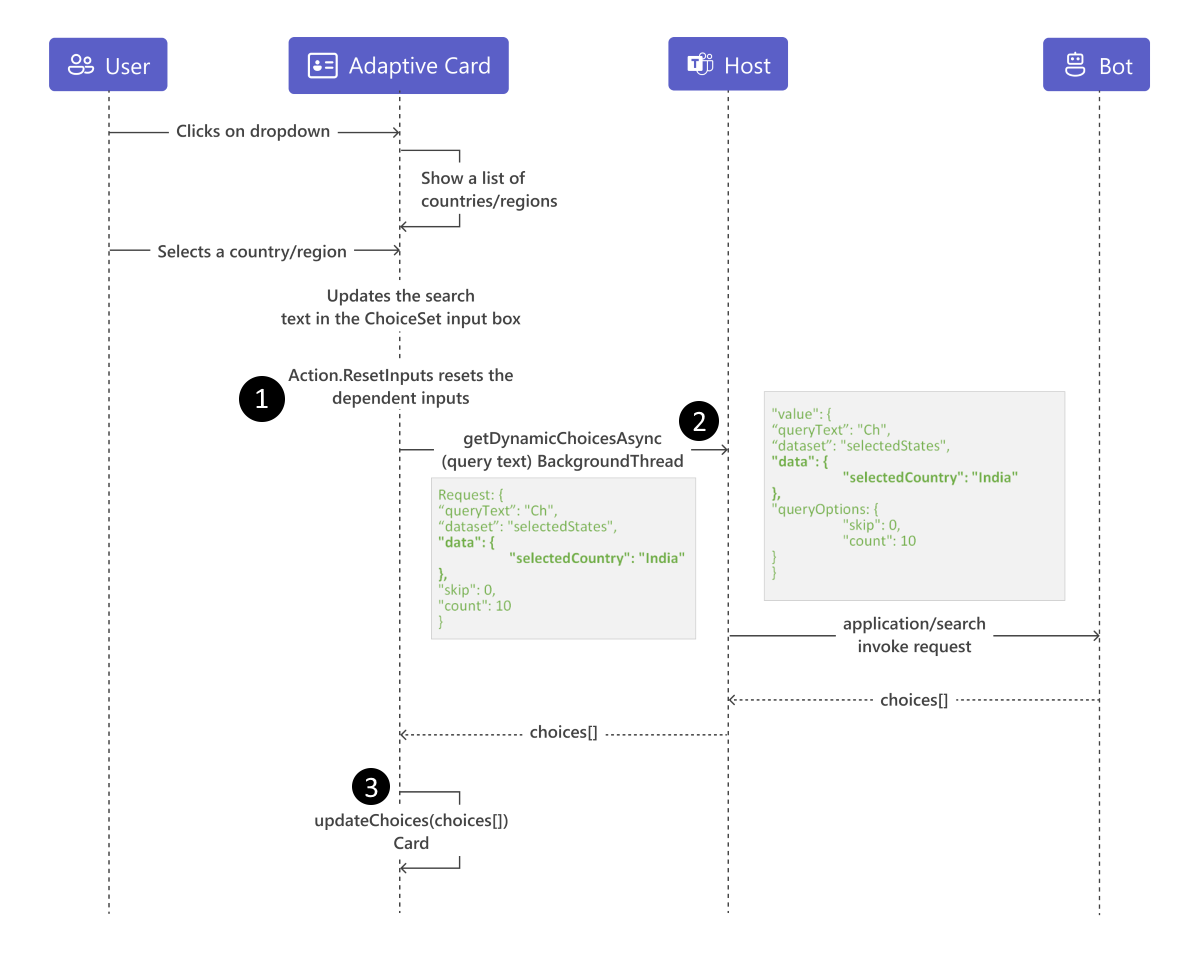 User
Adaptive Card
Host
Bot
Clicks on dropdown
Show a list of
countries/regions
Selects a country/region
Updates the search
text in the ChoiceSet input box
1
Action.ResetInputs resets the
dependent inputs
2
getDynamicChoicesAsync
(query text) BackgroundThread
Request: {
“queryText”: "Ch",
“dataset”: "selectedStates",
"data": {
"selectedCountry": "India"
},
"skip": 0,
"count": 10
}
"value": {
“queryText”: "Ch",
“dataset”: "selectedStates",
"data": {
"selectedCountry": "India"
},
"queryOptions: {
"skip": 0,
"count": 10
}
}
application/search
invoke request
choices[]
choices[]
3
updateChoices(choices[])
Card